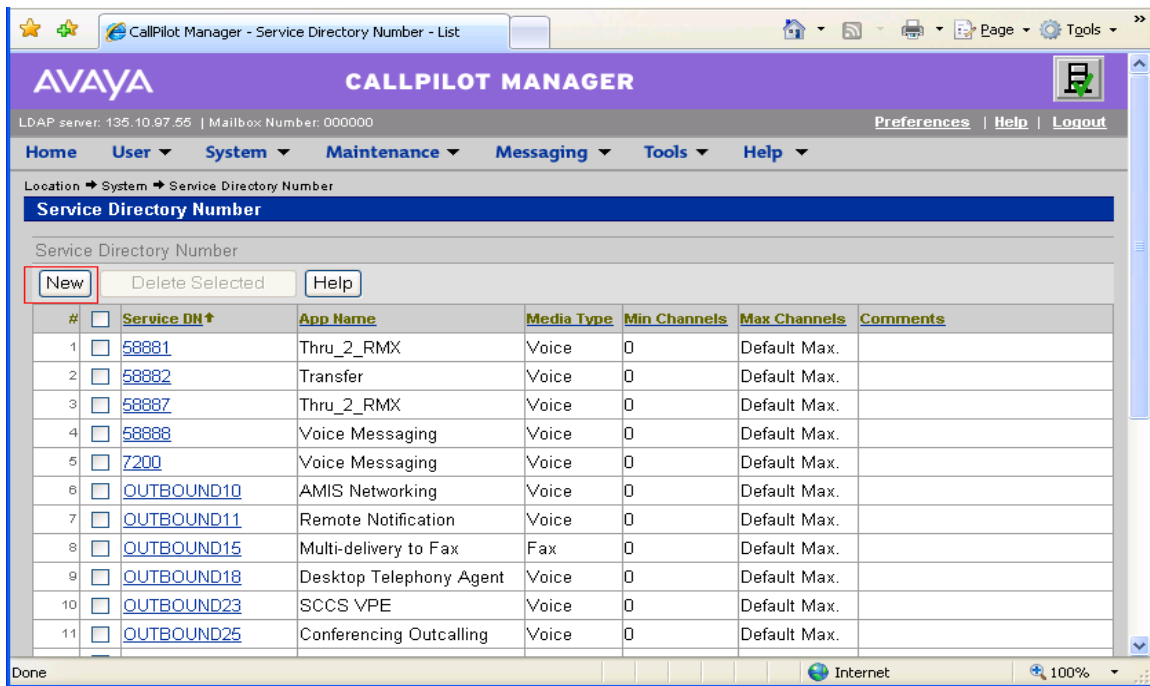 CallPilot Manager - Service Directory Number - List
Page Tools »
AVAYA CALLPILOT MANAGER
LDAP server: 135.10.97.55 | Mailbox Number: 000000 Preferences | Help | Logout
Home User System Maintenance Messaging Tools Help
Location → System → Service Directory Number
Service Directory Number
Service Directory Number
New Delete Selected Help
# Service DN App Name Media Type Min Channels Max Channels Comments
1 58881 Thru_2_RMX Voice 0 Default Max.
2 58882 Transfer Voice 0 Default Max.
3 58887 Thru_2_RMX Voice 0 Default Max.
4 58888 Voice Messaging Voice 0 Default Max.
5 7200 Voice Messaging Voice 0 Default Max.
6 OUTBOUND10 AMIS Networking Voice 0 Default Max.
7 OUTBOUND11 Remote Notification Voice 0 Default Max.
8 OUTBOUND15 Multi-delivery to Fax Fax 0 Default Max.
9 OUTBOUND18 Desktop Telephony Agent Voice 0 Default Max.
10 OUTBOUND23 SCCS VPE Voice 0 Default Max.
11 OUTBOUND25 Conferencing Outcalling Voice 0 Default Max.
Done Internet 100%